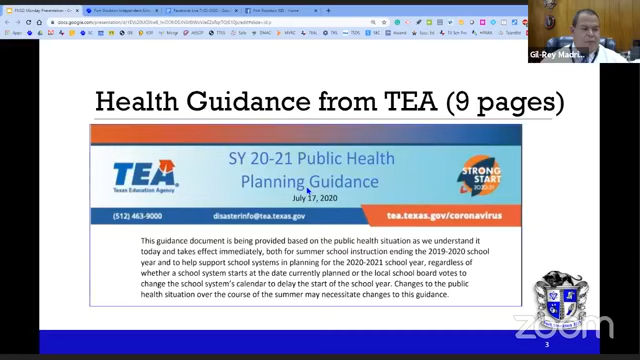 docs.google.com/presentation
Gil-Rey Madri...
Health Guidance from TEA (9 pages)
TEA
Texas Education Agency
SY 20-21 Public Health
Planning Guidance
July 17, 2020
STRONG
START
2020-21
(512) 463-9000
disasterinfo@tea.texas.gov
tea.texas.gov/coronavirus
This guidance document is being provided based on the public health situation as we understand it
today and takes effect immediately, both for summer school instruction ending the 2019-2020 school
year and to help support school systems in planning for the 2020-2021 school year, regardless of
whether a school system starts at the date currently planned or the local school board votes to
change the school system's calendar to delay the start of the school year. Changes to the public
health situation over the course of the summer may necessitate changes to this guidance.
zoom
3